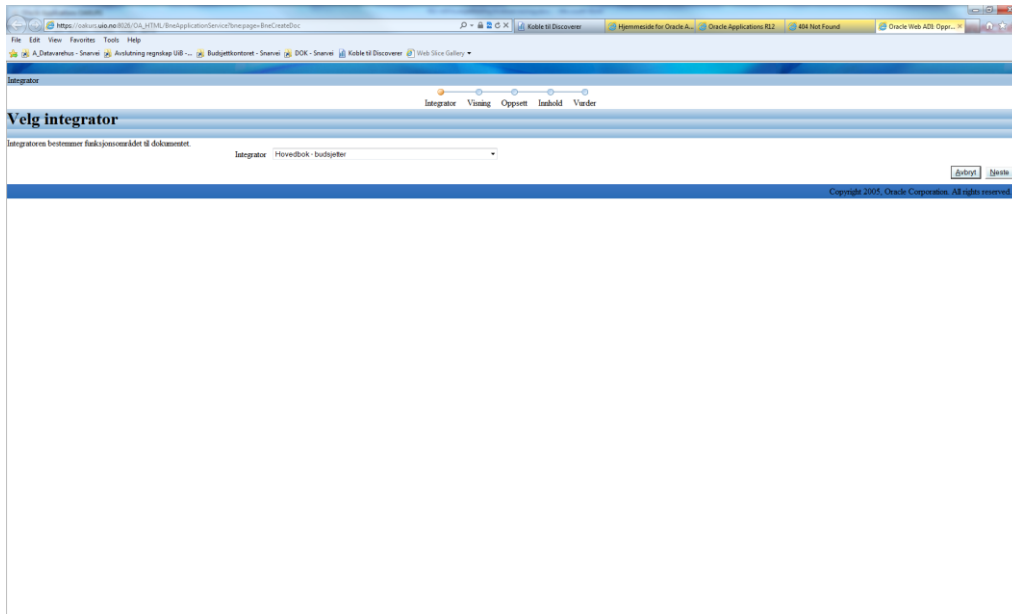 https://oakurs.uio.no:8026/OA_HTML/BneApplicationService?bne:page=BneCreateDoc
Koble til Discoverer
Hjemmeside for Oracle A...
Oracle Applications R12
404 Not Found
Oracle Web ADI: Oppr...
File Edit View Favorites Tools Help
A_Datavarehus - Snarvei
Avslutning regnskap UiB -...
Budsjettkontoret - Snarvei
DOK - Snarvei
Koble til Discoverer
Web Slice Gallery
Integrator
Integrator Visning Oppsett Innhold Vurder
Velg integrator
Integratoren bestemmer funksjonsområdet til dokumentet.
Integrator Hovedbok - budsjetter
Avbryt Neste
Copyright 2005, Oracle Corporation. All rights reserved.